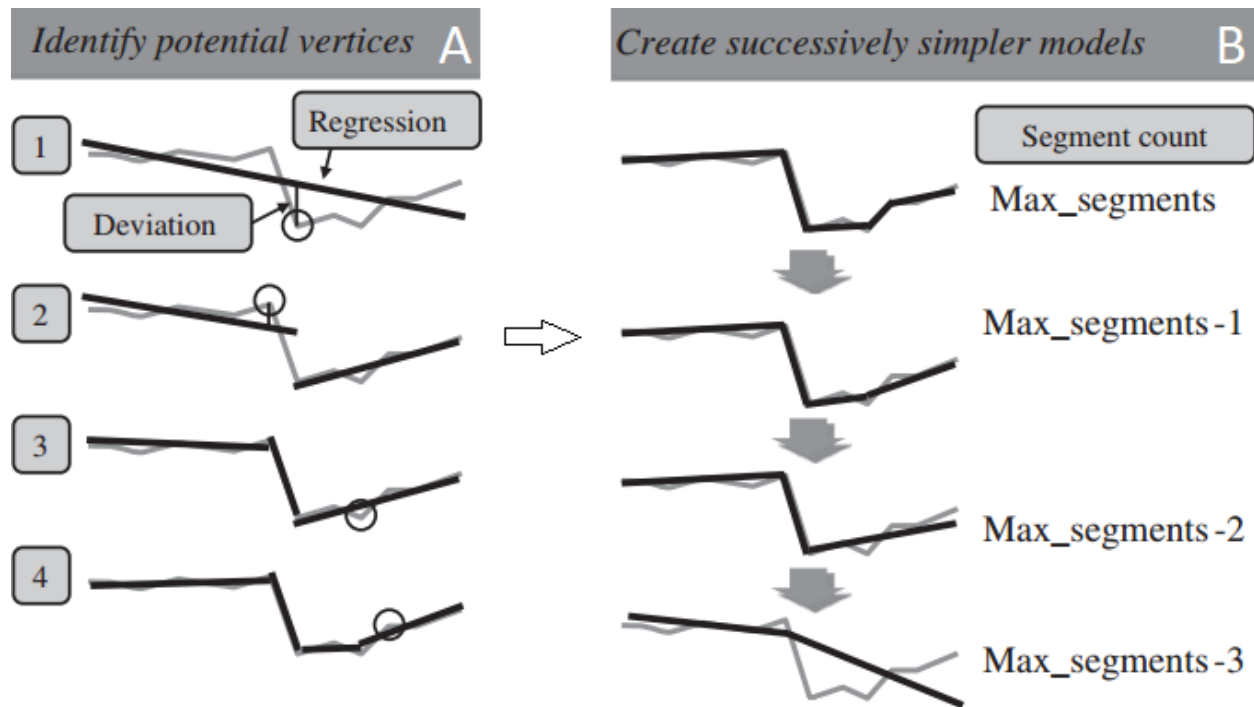 Identify potential vertices A
Create successively simpler models B
1
Regression
Deviation
2
3
4
Segment count
Max_segments
Max_segments-1
Max_segments-2
Max_segments-3